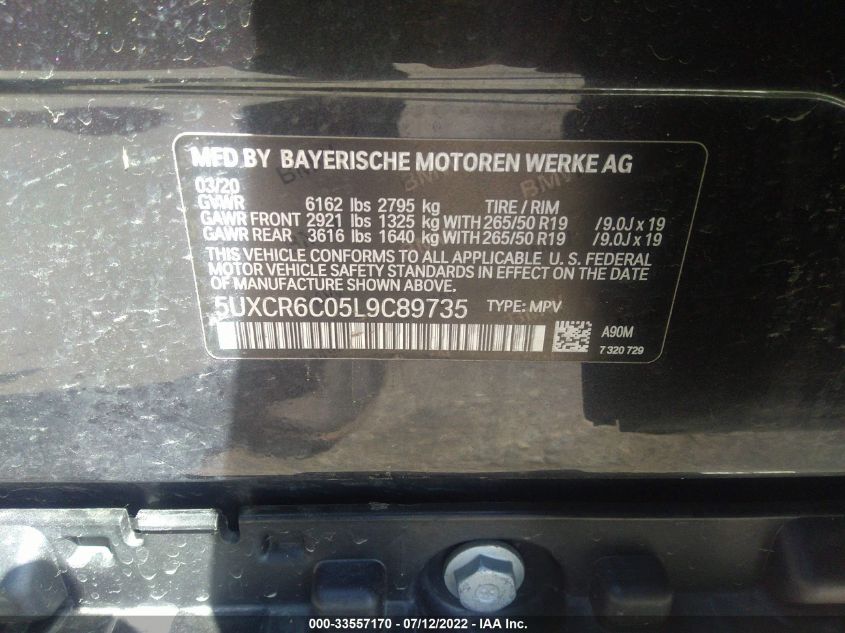 MFD.BY BAYERISCHE MOTOREN WERKE AG
03/20
GVWR 6162 lbs 2795 kg TIRE / RIM
GAWR FRONT 2921 lbs 1325 kg WITH 265/50 R19 / 9.0J x 19
GAWR REAR 3616 lbs 1640 kg WITH 265/50 R19 / 9.0J x 19
THIS VEHICLE CONFORMS TO ALL APPLICABLE U. S. FEDERAL
MOTOR VEHICLE SAFETY STANDARDS IN EFFECT ON THE DATE
OF MANUFACTURE SHOWN ABOVE.
5UXCR6C05L9C89735 TYPE: MPV
A90M
7 320 729
000-33557170 - 07/12/2022 - IAA Inc.